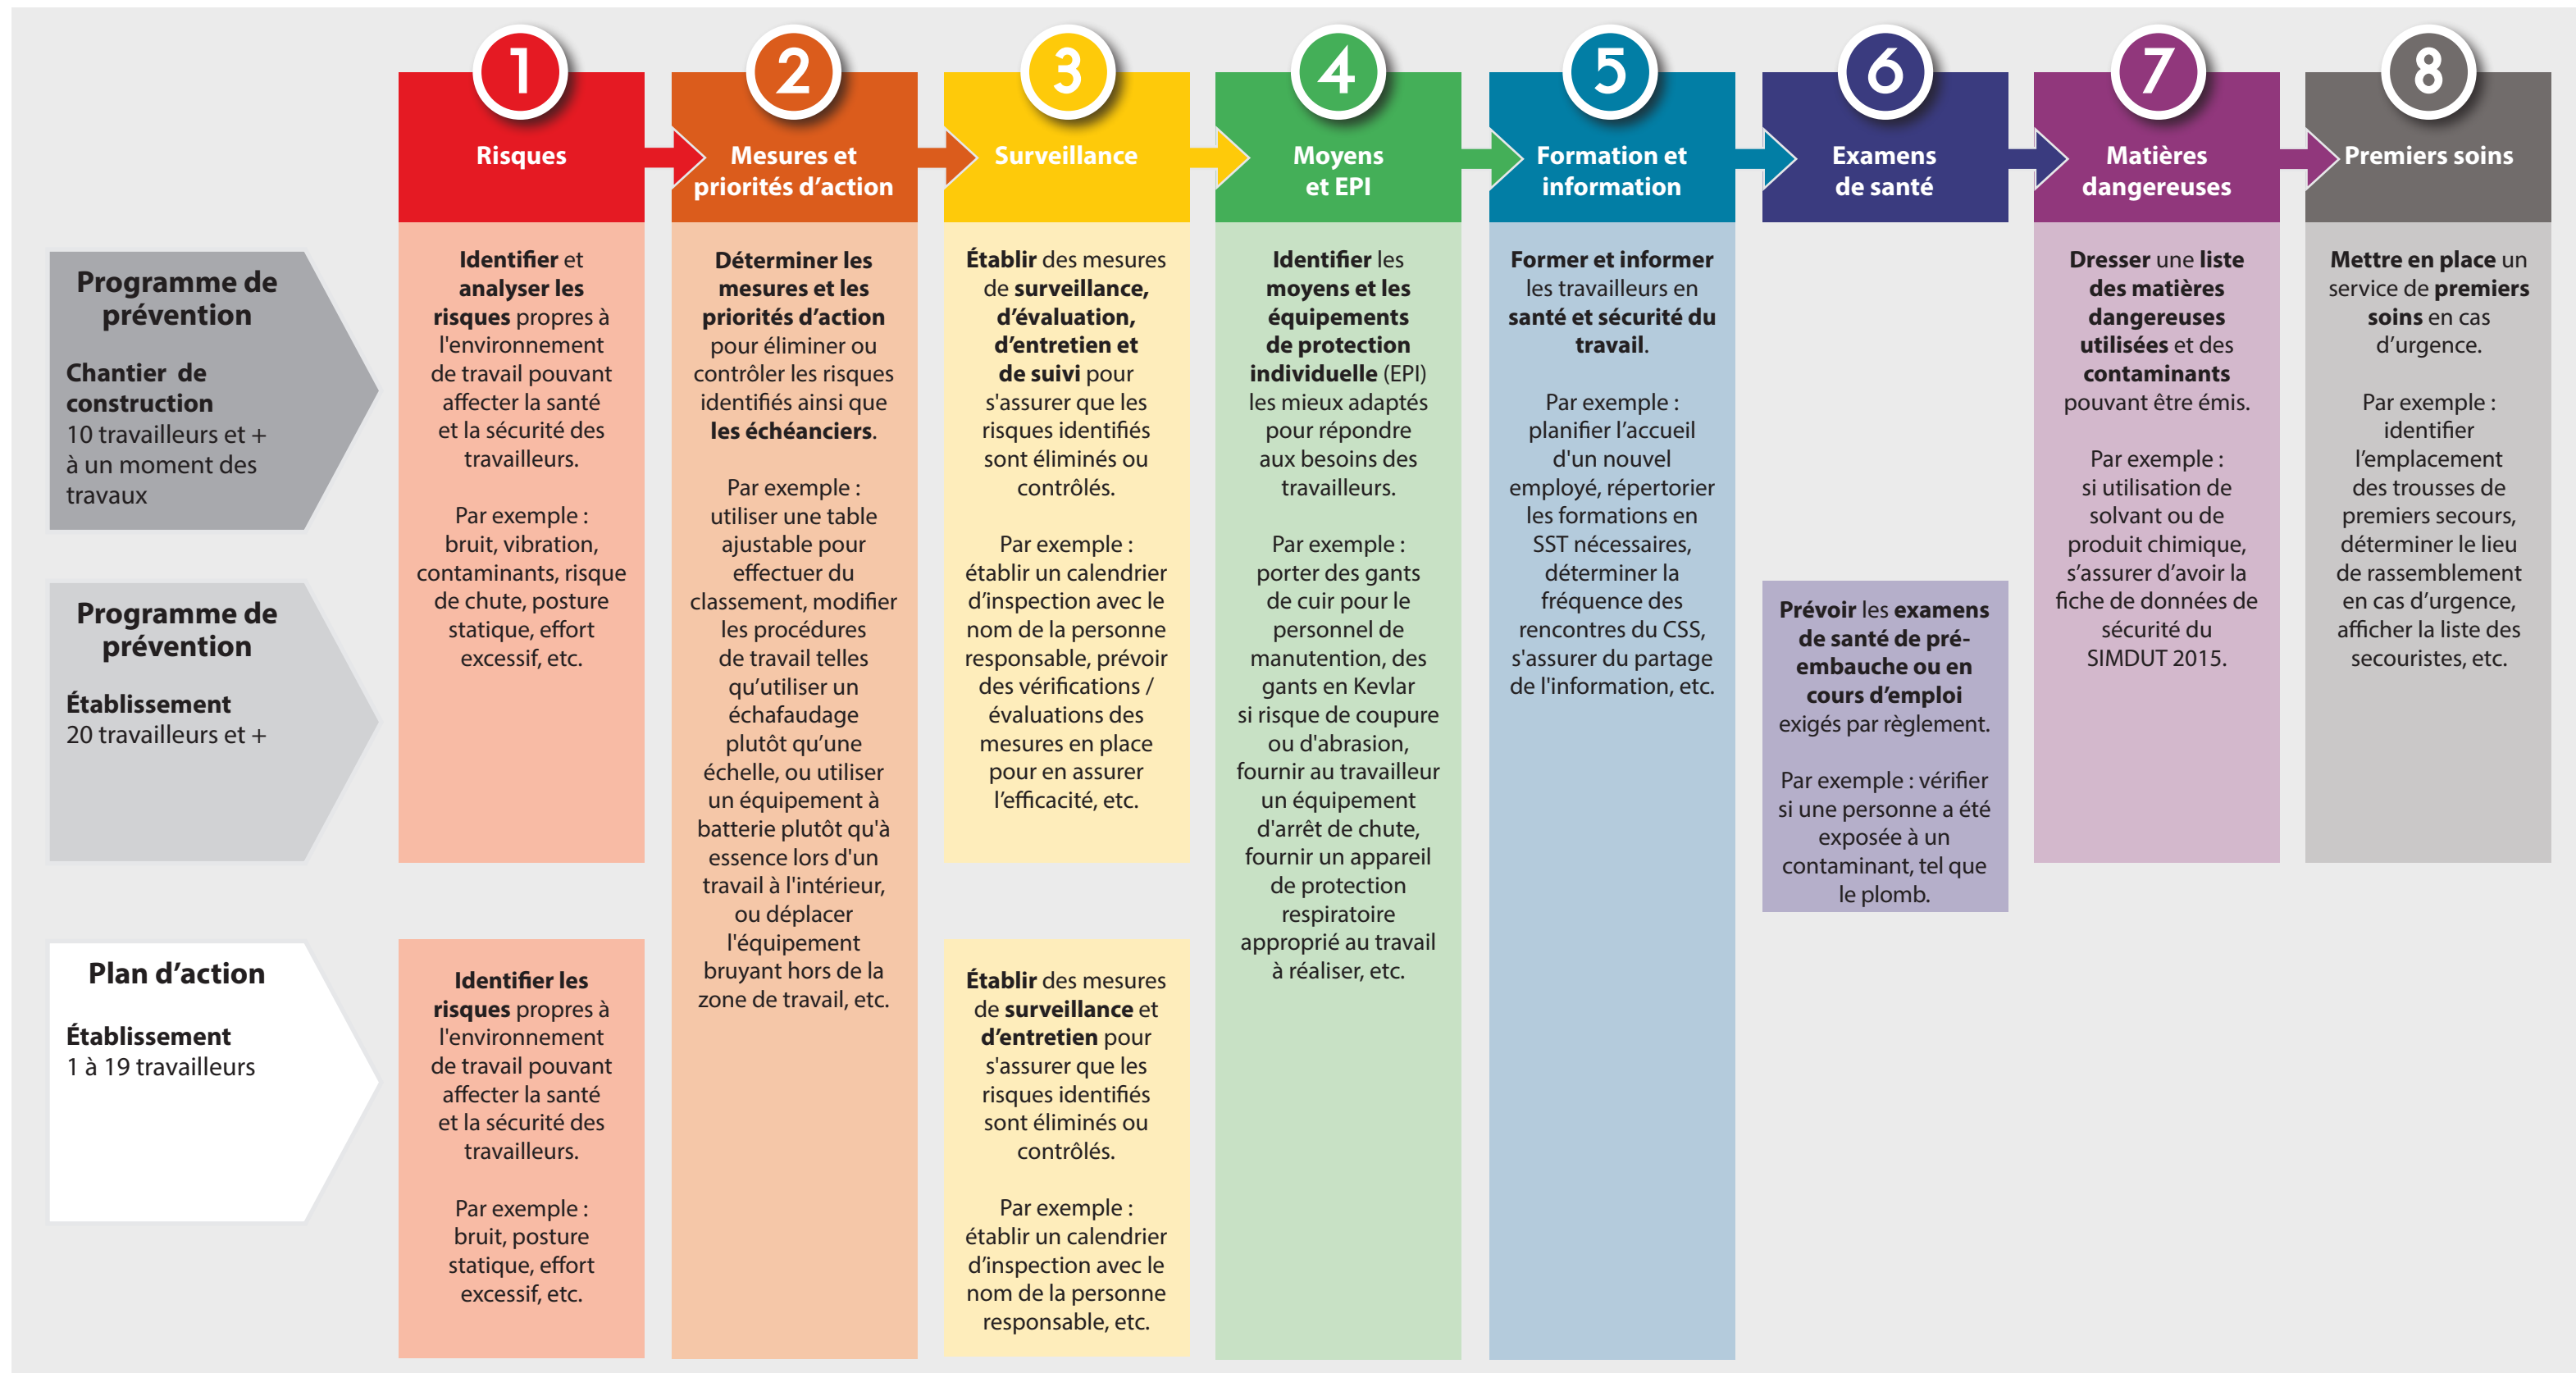 1
2
3
4
5
6
7
8
Risques
Mesures et
priorités d’action
Surveillance
Moyens
et EPI
Formation et
information
Examens
de santé
Matières
dangereuses
Premiers soins
Programme de
prévention
Chantier de
construction
10 travailleurs et +
à un moment des
travaux
Programme de
prévention
Établissement
20 travailleurs et +
Identifier et
analyser les
risques propres à
l'environnement
de travail pouvant
affecter la santé
et la sécurité des
travailleurs.
Par exemple :
bruit, vibration,
contaminants, risque
de chute, posture
statique, effort
excessif, etc.
Déterminer les
mesures et les
priorités d’action
pour éliminer ou
contrôler les risques
identifiés ainsi que
les échéanciers.
Par exemple :
utiliser une table
ajustable pour
effectuer du
classement, modifier
les procédures
de travail telles
qu’utiliser un
échafaudage
plutôt qu’une
échelle, ou utiliser
un équipement à
batterie plutôt qu'à
essence lors d'un
travail à l'intérieur,
ou déplacer
l'équipement
bruyant hors de la
zone de travail, etc.
Établir des mesures
de surveillance,
d’évaluation,
d’entretien et
de suivi pour
s'assurer que les
risques identifiés
sont éliminés ou
contrôlés.
Par exemple :
établir un calendrier
d’inspection avec le
nom de la personne
responsable, prévoir
des vérifications /
évaluations des
mesures en place
pour en assurer
l’efficacité, etc.
Identifier les
moyens et les
équipements
de protection
individuelle (EPI)
les mieux adaptés
pour répondre
aux besoins des
travailleurs.
Par exemple :
porter des gants
de cuir pour le
personnel de
manutention, des
gants en Kevlar
si risque de coupure
ou d'abrasion,
fournir au travailleur
un équipement
d'arrêt de chute,
fournir un appareil
de protection
respiratoire
approprié au travail
à réaliser, etc.
Former et informer
les travailleurs en
santé et sécurité du
travail.
Par exemple :
planifier l’accueil
d'un nouvel
employé, répertorier
les formations en
SST nécessaires,
déterminer la
fréquence des
rencontres du CSS,
s'assurer du partage
de l'information, etc.
Prévoir les examens
de santé de pré-
embauche ou en
cours d’emploi
exigés par règlement.
Par exemple : vérifier
si une personne a été
exposée à un
contaminant, tel que
le plomb.
Dresser une liste
des matières
dangereuses
utilisées et des
contaminants
pouvant être émis.
Par exemple :
si utilisation de
solvant ou de
produit chimique,
s’assurer d’avoir la
fiche de données de
sécurité du
SIMDUT 2015.
Mettre en place un
service de premiers
soins en cas
d’urgence.
Par exemple :
identifier
l’emplacement
des trousses de
premiers secours,
déterminer le lieu
de rassemblement
en cas d’urgence,
afficher la liste des
secouristes, etc.
Plan d’action
Établissement
1 à 19 travailleurs
Identifier les
risques propres à
l'environnement
de travail pouvant
affecter la santé
et la sécurité des
travailleurs.
Par exemple :
bruit, posture
statique, effort
excessif, etc.
Établir des mesures
de surveillance et
d’entretien pour
s'assurer que les
risques identifiés
sont éliminés ou
contrôlés.
Par exemple :
établir un calendrier
d’inspection avec le
nom de la personne
responsable, etc.